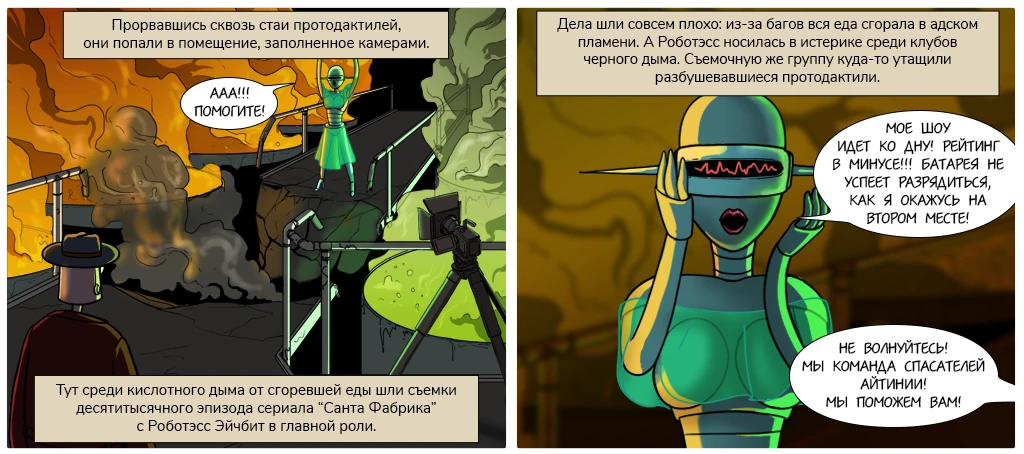 Прорвавшись сквозь стаи протодактилей,
они попали в помещение, заполненное камерами.
ААА!!!
ПОМОГИТЕ!
Тут среди кислотного дыма от сгоревшей еды шли съемки
десятитысячного эпизода сериала “Санта Фабрика”
с Роботэсс Эйчбит в главной роли.
Дела шли совсем плохо: из-за багов вся еда сгорала в адском
пламени. А Роботэсс носилась в истерике среди клубов
черного дыма. Съемочную же группу куда-то утащили
разбушевавшиеся протодактили.
МОЕ ШОУ
ИДЕТ КО ДНУ! РЕЙТИНГ
В МИНУСЕ!!! БАТАРЕЯ НЕ
УСПЕЕТ РАЗРЯДИТЬСЯ,
КАК Я ОКАЖУСЬ НА
ВТОРОМ МЕСТЕ!
НЕ ВОЛНУЙТЕСЬ!
МЫ КОМАНДА СПАСАТЕЛЕЙ
АЙТИНИИ!
МЫ ПОМОЖЕМ ВАМ!